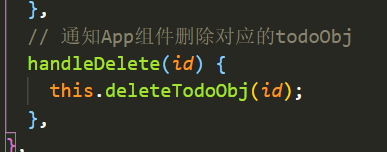 },
// 通知App组件删除对应的todoObj
handleDelete(id) {
this.deleteTodoObj(id);
},
},